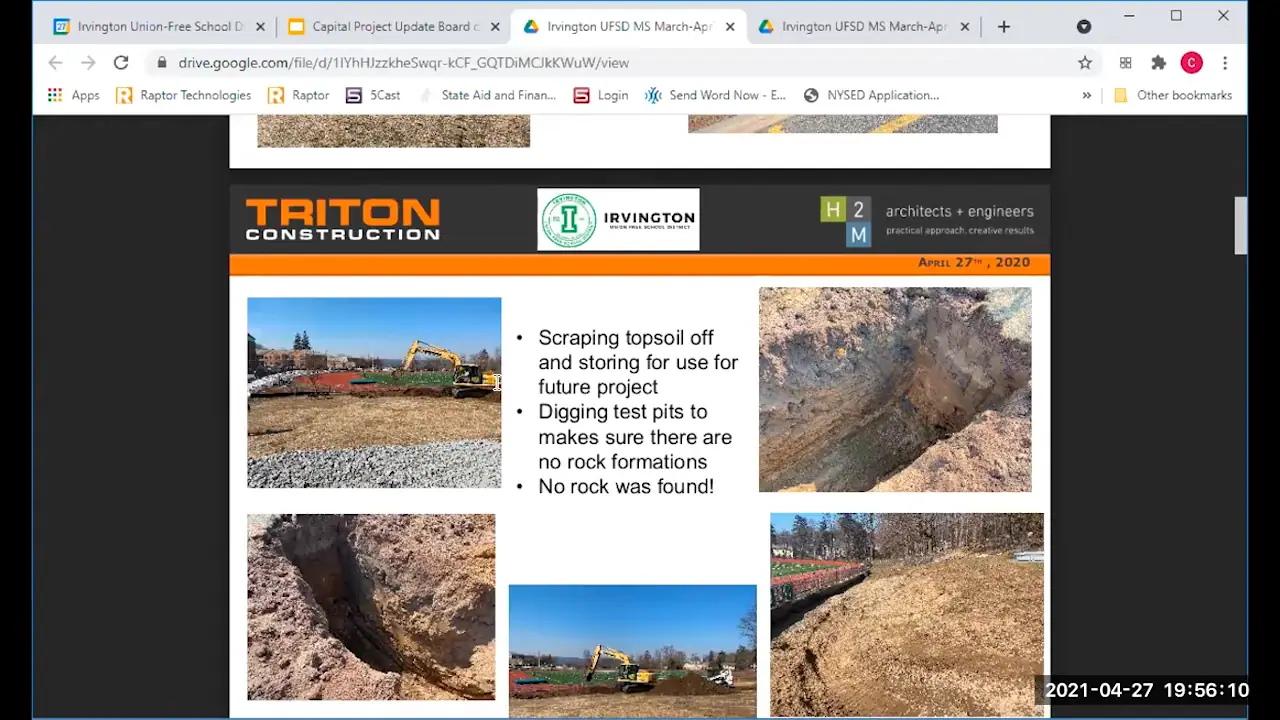 Irvington Union-Free School D
Capital Project Update Board c
Irvington UFSD MS March-Apr
Irvington UFSD MS March-Apr
drive.google.com/file/d/1lYhHJzzkheSwqr-kCF_GQTDiMCJkKWuW/view
C
Apps
Raptor Technologies
Raptor
5Cast
State Aid and Finan...
Login
Send Word Now - E...
NYSED Application...
»
Other bookmarks
TRITON
CONSTRUCTION
IRVINGTON
I
IRVINGTON
UNION FREE SCHOOL DISTRICT
H2M
architects + engineers
practical approach. creative results
April 27th , 2020
• Scraping topsoil off
and storing for use for
future project
• Digging test pits to
makes sure there are
no rock formations
• No rock was found!
2021-04-27 19:56:10